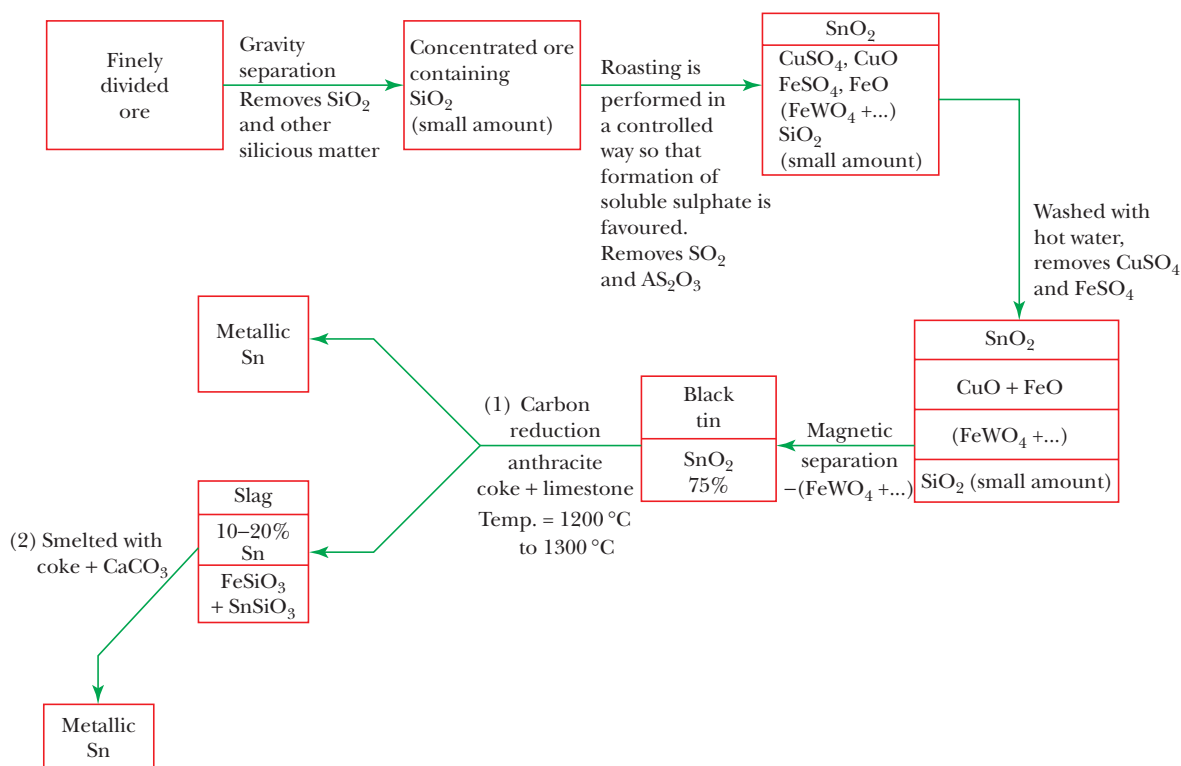 Finely
divided
ore
Gravity
separation
Removes SiO₂
and other
silicious matter
Concentrated ore
containing
SiO₂
(small amount)
Roasting is
performed in
a controlled
way so that
formation of
soluble sulphate is
favoured.
Removes SO₂
and AS₂O₃
SnO₂
CuSO₄, CuO
FeSO₄, FeO
(FeWO₄ +...)
SiO₂
(small amount)
Washed with
hot water,
removes CuSO₄
and FeSO₄
SnO₂
CuO + FeO
(FeWO₄ +...)
SiO₂ (small amount)
Magnetic
separation
−(FeWO₄ +...)
Black
tin
SnO₂
75%
(1) Carbon
reduction
anthracite
coke + limestone
Temp. = 1200 °C
to 1300 °C
Metallic
Sn
Slag
10–20%
Sn
FeSiO₃
+ SnSiO₃
(2) Smelted with
coke + CaCO₃
Metallic
Sn